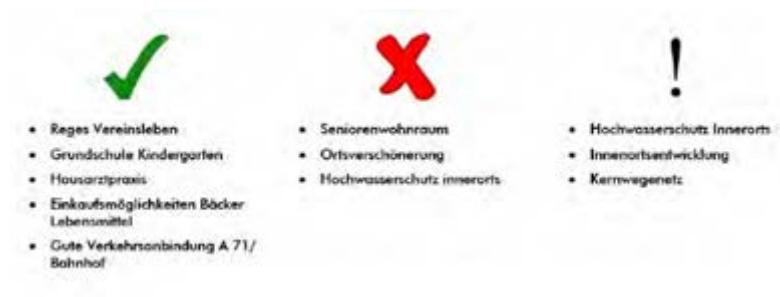 • Reges Vereinsleben
• Grundschule Kindergarten
• Hausarztpraxis
• Einkaufsmöglichkeiten Bäcker
Lebensmittel
• Gute Verkehrsanbindung A 71/
Bahnhof
• Seniorenwohnraum
• Ortsverschönerung
• Hochwasserschutz innerorts
!
• Hochwasserschutz Innerorts
• Innenortsentwicklung
• Kernwegenetz